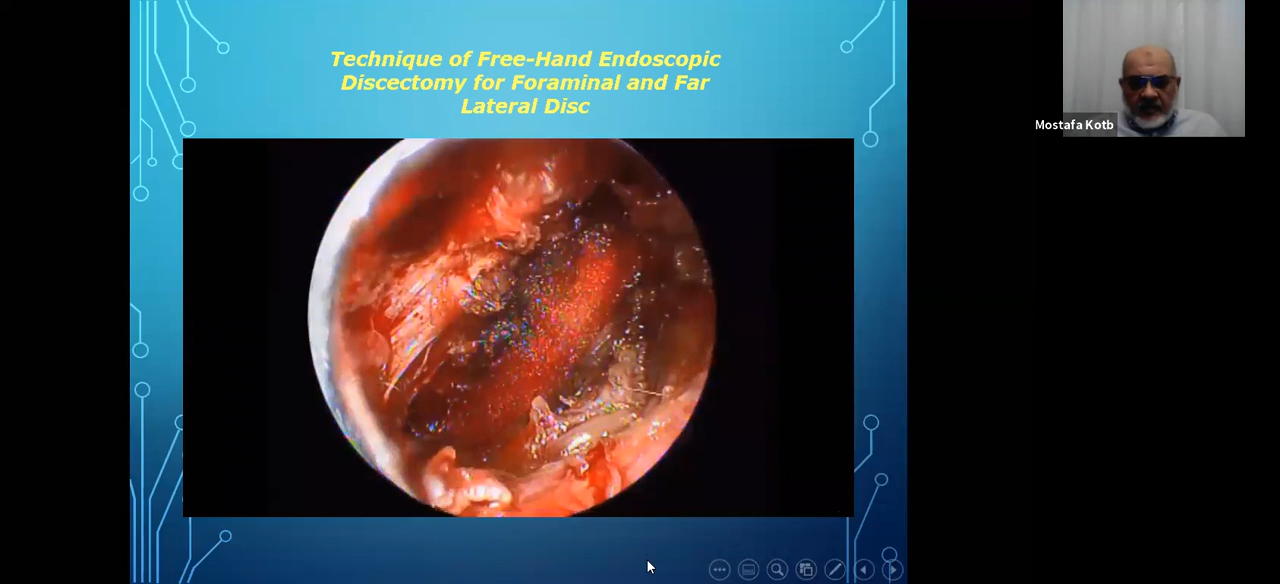 Technique of Free-Hand Endoscopic
Discectomy for Foraminal and Far
Lateral Disc
Mostafa Kotb